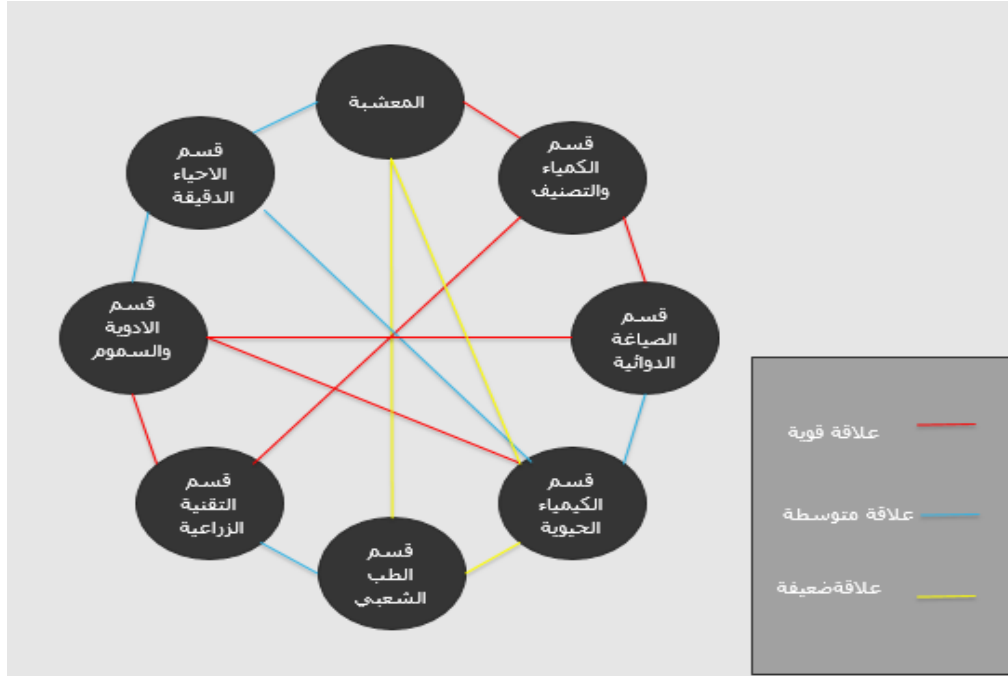 المعشبة
قسم
الكمياء
والتصنيف
قسم
الاحياء
الدقيقة
قسم
الصياغة
الدوائية
قسم
الادوية
والسموم
قسم
الكيمياء
الحيوية
قسم
التقنية
الزراعية
قسم
الطب
الشعبي
علاقة قوية
علاقة متوسطة
علاقةضعيفة